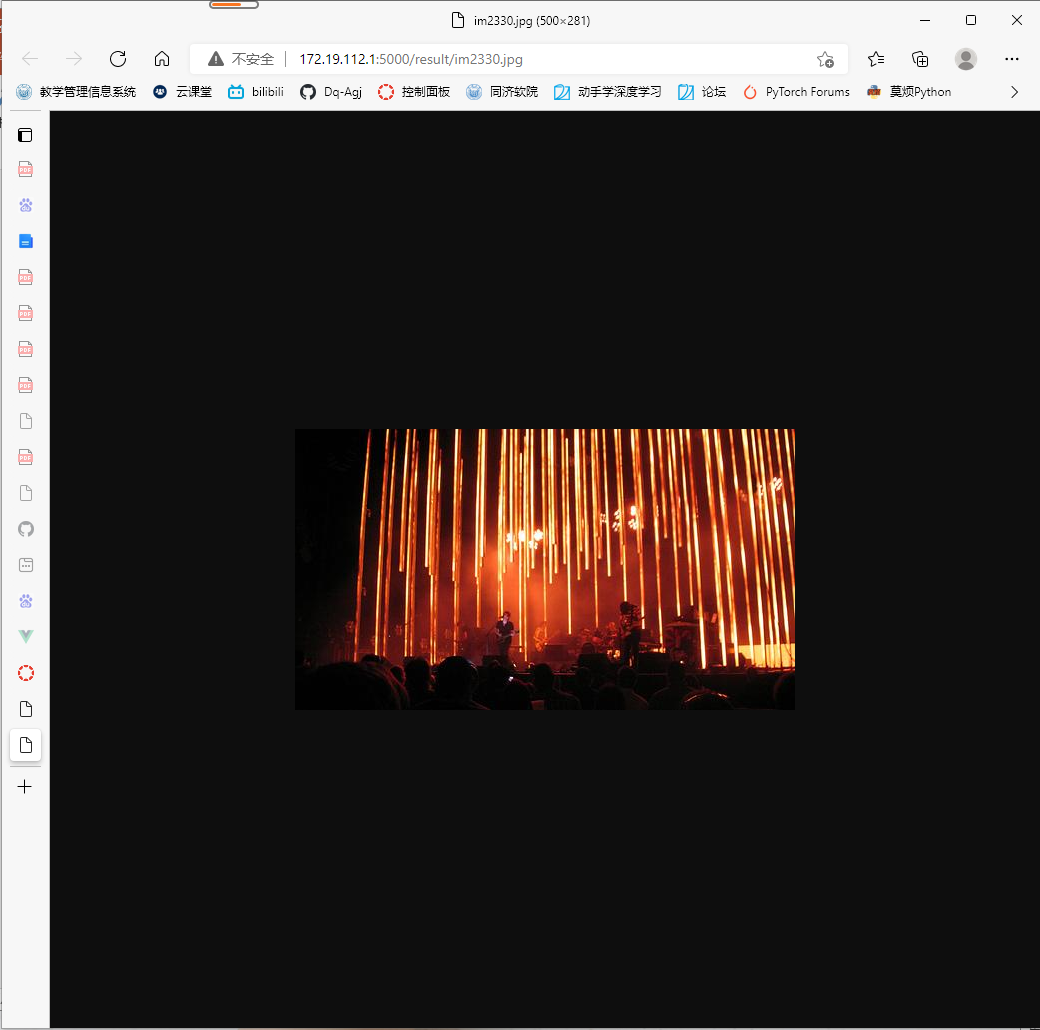 im2330.jpg (500×281)
不安全 172.19.112.1:5000/result/im2330.jpg
教学管理信息系统 云课堂 bilibili Dq-Agj 控制面板 同济软院 动手学深度学习 论坛 PyTorch Forums 莫烦Python